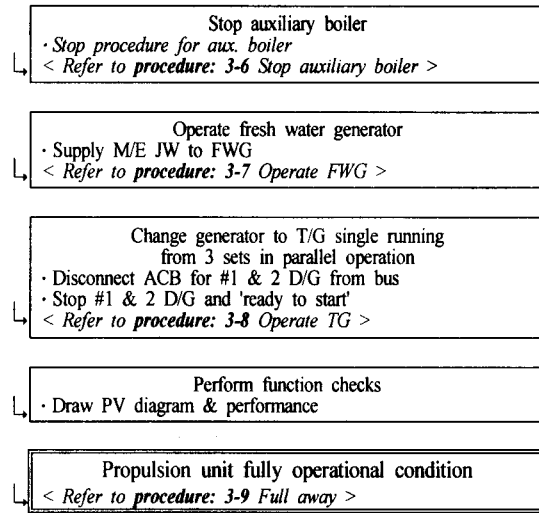 Stop auxiliary boiler
· Stop procedure for aux. boiler
< Refer to procedure: 3-6 Stop auxiliary boiler >
Operate fresh water generator
· Supply M/E JW to FWG
< Refer to procedure: 3-7 Operate FWG >
Change generator to T/G single running
from 3 sets in parallel operation
· Disconnect ACB for #1 & 2 D/G from bus
· Stop #1 & 2 D/G and 'ready to start'
< Refer to procedure: 3-8 Operate TG >
Perform function checks
· Draw PV diagram & performance
Propulsion unit fully operational condition
< Refer to procedure: 3-9 Full away >